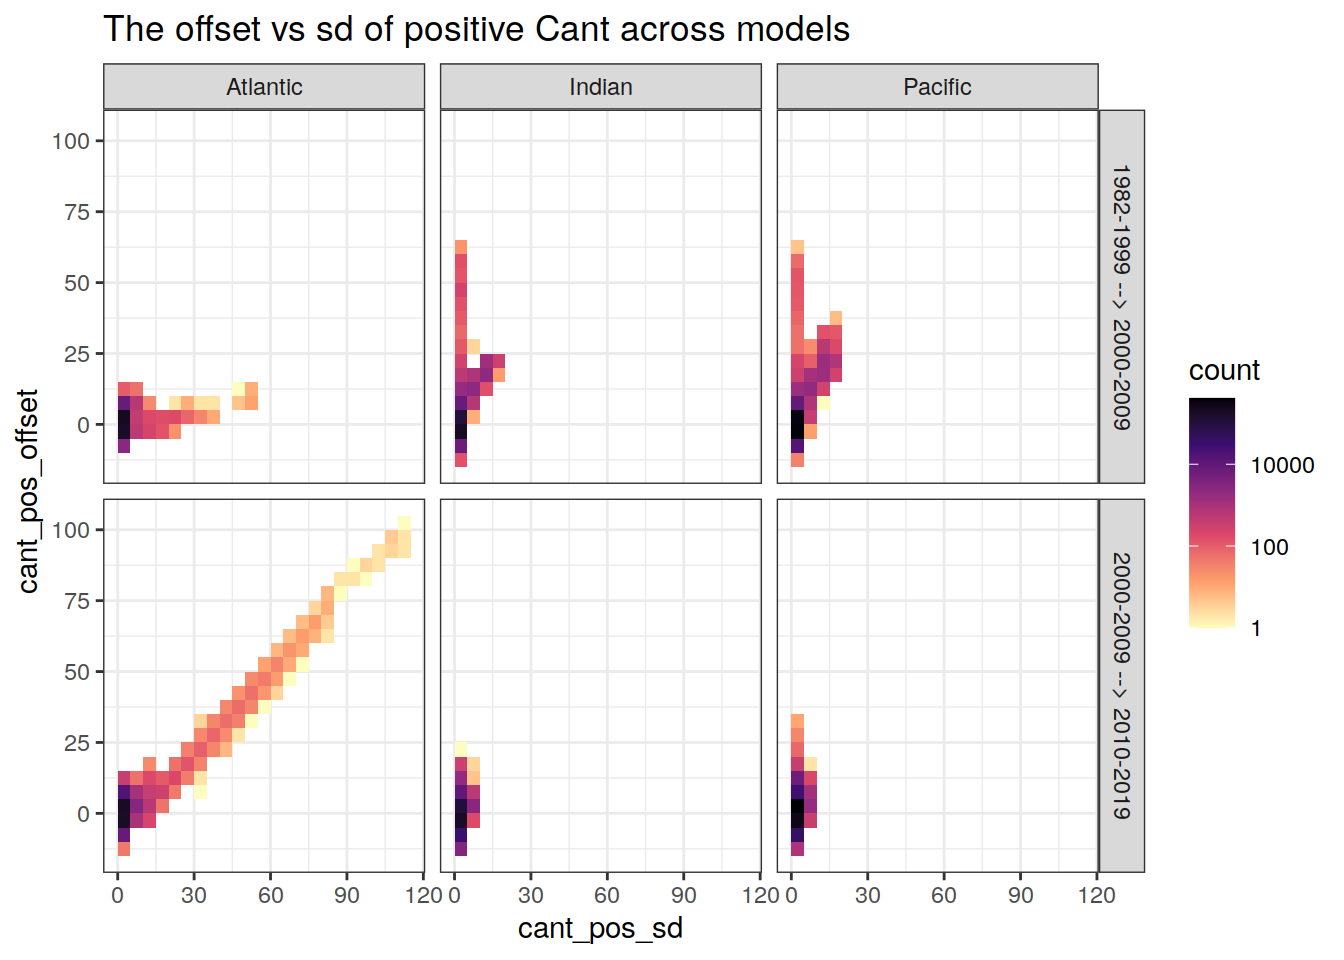 The offset vs sd of positive Cant across models
Atlantic
Indian
Pacific
100
75
50
25
0
1982-1999 --> 2000-2009
100
75
50
25
0
2000-2009 --> 2010-2019
0 30 60 90 120
0 30 60 90 120
0 30 60 90 120
cant_pos_sd
cant_pos_offset
count
10000
100
1